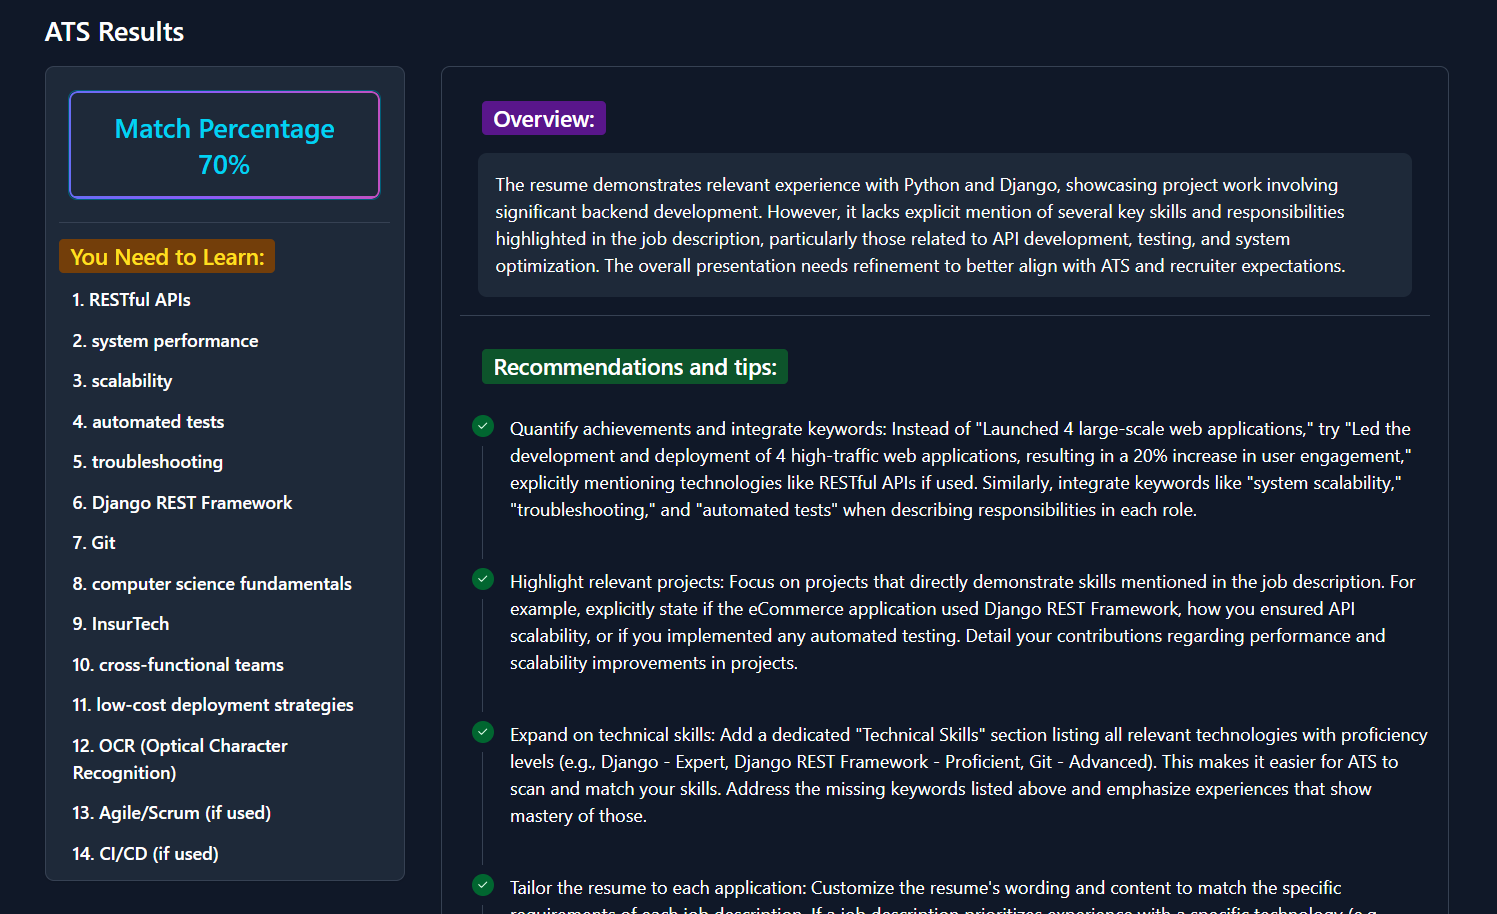 ATS Results
Match Percentage
70%
You Need to Learn:
1. RESTful APIs
2. system performance
3. scalability
4. automated tests
5. troubleshooting
6. Django REST Framework
7. Git
8. computer science fundamentals
9. InsurTech
10. cross-functional teams
11. low-cost deployment strategies
12. OCR (Optical Character
Recognition)
13. Agile/Scrum (if used)
14. CI/CD (if used)
Overview:
The resume demonstrates relevant experience with Python and Django, showcasing project work involving
significant backend development. However, it lacks explicit mention of several key skills and responsibilities
highlighted in the job description, particularly those related to API development, testing, and system
optimization. The overall presentation needs refinement to better align with ATS and recruiter expectations.
Recommendations and tips:
Quantify achievements and integrate keywords: Instead of "Launched 4 large-scale web applications," try "Led the
development and deployment of 4 high-traffic web applications, resulting in a 20% increase in user engagement,"
explicitly mentioning technologies like RESTful APIs if used. Similarly, integrate keywords like "system scalability,"
"troubleshooting," and "automated tests" when describing responsibilities in each role.
Highlight relevant projects: Focus on projects that directly demonstrate skills mentioned in the job description. For
example, explicitly state if the eCommerce application used Django REST Framework, how you ensured API
scalability, or if you implemented any automated testing. Detail your contributions regarding performance and
scalability improvements in projects.
Expand on technical skills: Add a dedicated "Technical Skills" section listing all relevant technologies with proficiency
levels (e.g., Django - Expert, Django REST Framework - Proficient, Git - Advanced). This makes it easier for ATS to
scan and match your skills. Address the missing keywords listed above and emphasize experiences that show
mastery of those.
Tailor the resume to each application: Customize the resume's wording and content to match the specific
requirements of each job description. If a job description prioritizes experience with a specific technology (e.g.